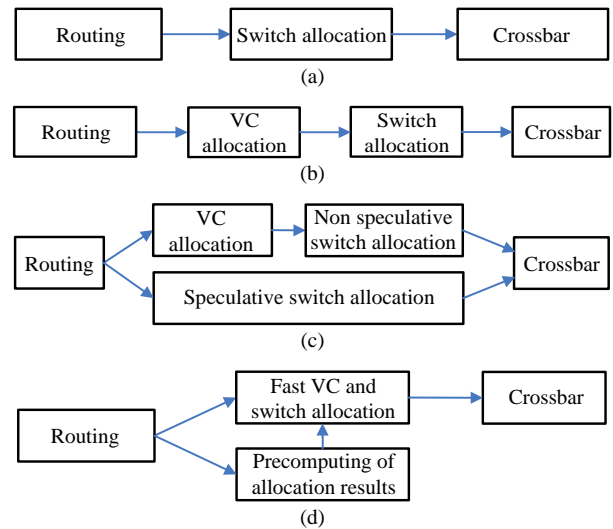 Routing
Switch allocation
Crossbar
(a)
Routing
VC
allocation
Switch
allocation
Crossbar
(b)
Routing
VC
allocation
Non speculative
switch allocation
Speculative switch allocation
Crossbar
(c)
Routing
Fast VC and
switch allocation
Precomputing of
allocation results
Crossbar
(d)